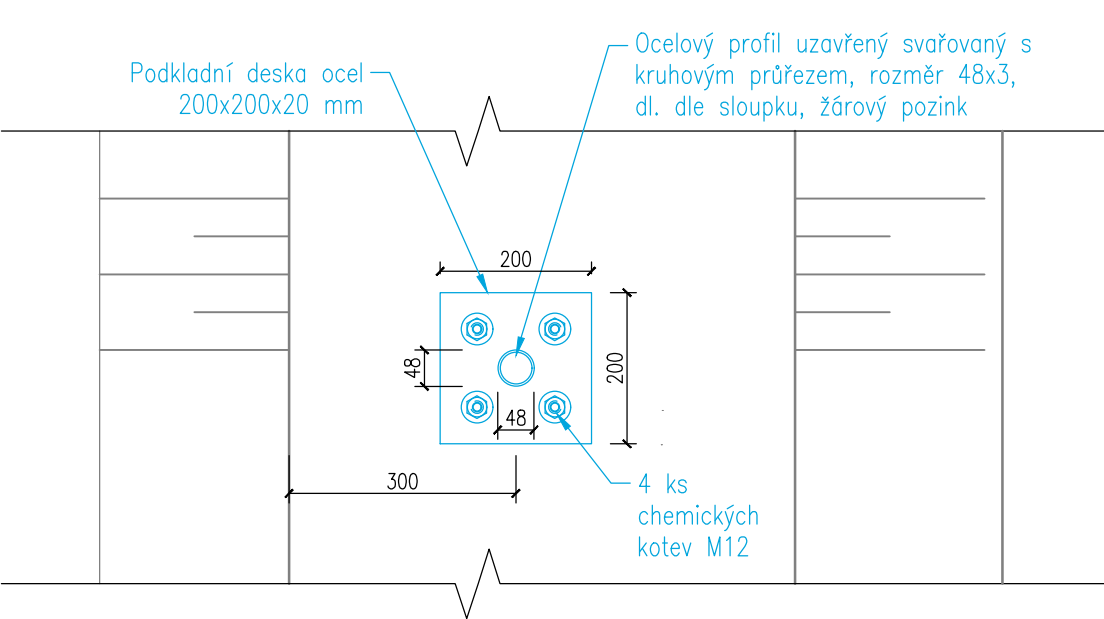 Ocelový profil uzavřený svařovaný s
kruhovým průřezem, rozměr 48x3,
dl. dle sloupku, žárový pozink
Podkladní deska ocel
200x200x20 mm
200
200
48
48
300
4 ks
chemických
kotev M12